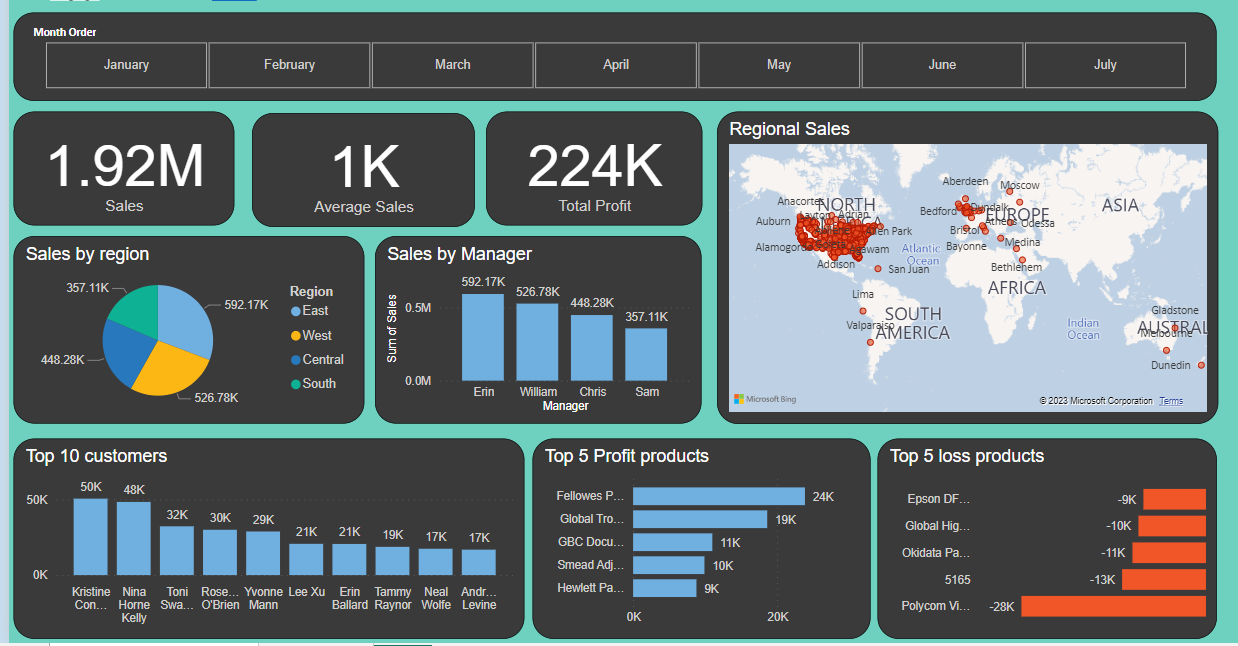 Month Order
January
February
March
April
May
June
July
1.92M
Sales
1K
Average Sales
224K
Total Profit
Regional Sales
Aberdeen
Moscow
Anacortes
NORTH
ASIA
Layton
Adrian
Bedford
Dundalk
EUROPE
Auburn
Allen Park
Bristol
Athens
Odessa
Alamogordo
Agawam
Atlantic
Ocean
Bayonne
Medina
Addison
San Juan
Bethlehem
AFRICA
Lima
SOUTH
AMERICA
Valparaiso
Indian
Ocean
Gladstone
AUSTRAL
Melbourne
Dunedin
Microsoft Bing
© 2023 Microsoft Corporation Terms
Sales by region
357.11K
592.17K
448.28K
526.78K
Region
East
West
Central
South
Sales by Manager
Sum of Sales
0.5M
0.0M
592.17K
526.78K
448.28K
357.11K
Erin
William
Chris
Sam
Manager
Top 10 customers
50K
0K
50K
48K
32K
30K
29K
21K
21K
19K
17K
17K
Kristine
Con...
Nina
Horne
Kelly
Toni
Swa...
Rose...
O'Brien
Yvonne
Mann
Lee Xu
Erin
Ballard
Tammy
Raynor
Neal
Wolfe
Andr...
Levine
Top 5 Profit products
Fellowes P... 24K
Global Tro... 19K
GBC Docu... 11K
Smead Adj... 10K
Hewlett Pa... 9K
0K
20K
Top 5 loss products
Epson DF... -9K
Global Hig... -10K
Okidata Pa... -11K
5165 -13K
Polycom Vi... -28K